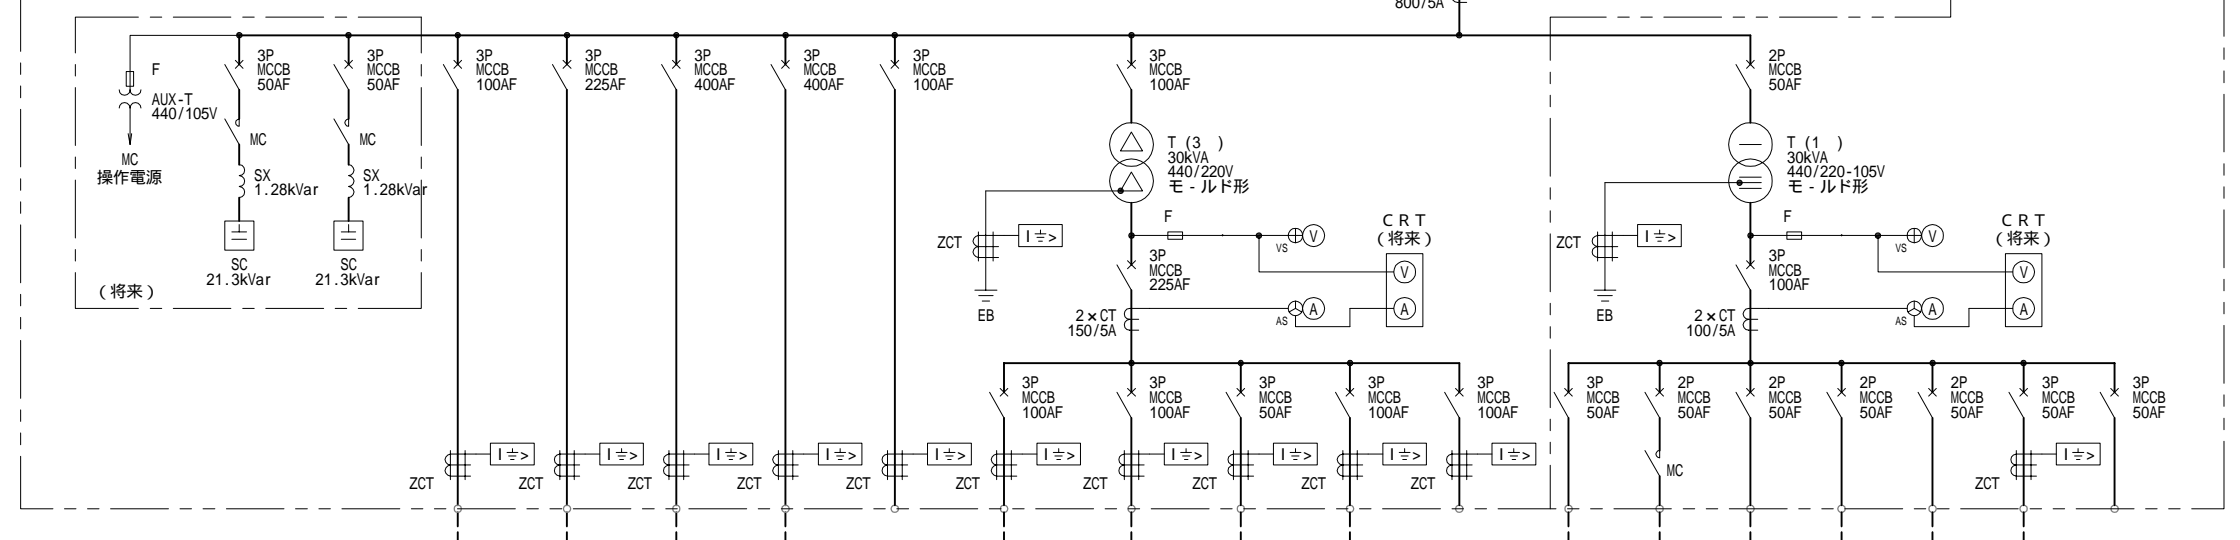 800/5A
F
AUX-T
440/105V
MC
操作電源
3P
MCCB
50AF
MC
SX
1.28kVar
SC
21.3kVar
3P
MCCB
50AF
MC
SX
1.28kVar
SC
21.3kVar
(将来)
3P
MCCB
100AF
3P
MCCB
225AF
3P
MCCB
400AF
3P
MCCB
400AF
3P
MCCB
100AF
3P
MCCB
100AF
T (3 )
30kVA
440/220V
モ-ルド形
ZCT
I >
EB
F
VS
V
CRT
(将来)
V
A
3P
MCCB
225AF
2×CT
150/5A
AS
A
2P
MCCB
50AF
T (1 )
30kVA
440/220-105V
モ-ルド形
ZCT
I >
EB
F
VS
V
CRT
(将来)
V
A
3P
MCCB
100AF
2×CT
100/5A
AS
A
3P
MCCB
100AF
3P
MCCB
100AF
3P
MCCB
50AF
3P
MCCB
100AF
3P
MCCB
100AF
3P
MCCB
50AF
2P
MCCB
50AF
2P
MCCB
50AF
2P
MCCB
50AF
2P
MCCB
50AF
3P
MCCB
50AF
3P
MCCB
50AF
MC
ZCT
I >
ZCT
I >
ZCT
I >
ZCT
I >
ZCT
I >
ZCT
I >
ZCT
I >
ZCT
I >
ZCT
I >
ZCT
I >
ZCT
I >